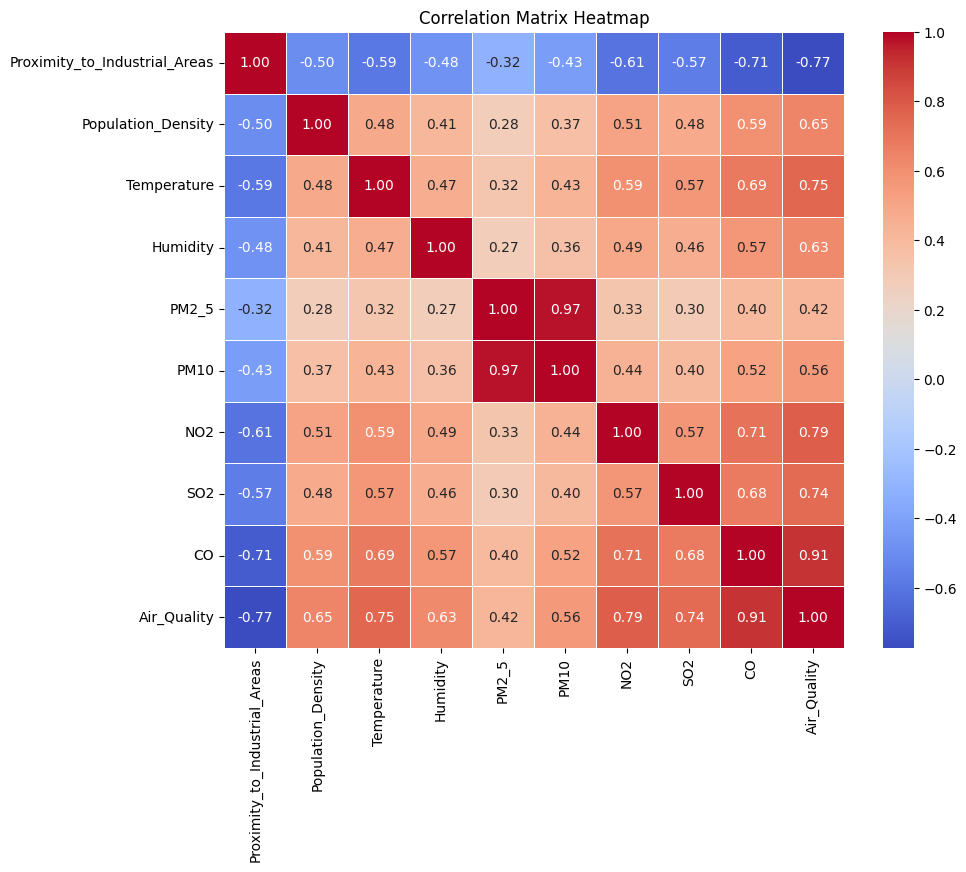 Correlation Matrix Heatmap
Proximity_to_Industrial_Areas 1.00 -0.50 -0.59 -0.48 -0.32 -0.43 -0.61 -0.57 -0.71 -0.77
Population_Density -0.50 1.00 0.48 0.41 0.28 0.37 0.51 0.48 0.59 0.65
Temperature -0.59 0.48 1.00 0.47 0.32 0.43 0.59 0.57 0.69 0.75
Humidity -0.48 0.41 0.47 1.00 0.27 0.36 0.49 0.46 0.57 0.63
PM2_5 -0.32 0.28 0.32 0.27 1.00 0.97 0.33 0.30 0.40 0.42
PM10 -0.43 0.37 0.43 0.36 0.97 1.00 0.44 0.40 0.52 0.56
NO2 -0.61 0.51 0.59 0.49 0.33 0.44 1.00 0.57 0.71 0.79
SO2 -0.57 0.48 0.57 0.46 0.30 0.40 0.57 1.00 0.68 0.74
CO -0.71 0.59 0.69 0.57 0.40 0.52 0.71 0.68 1.00 0.91
Air_Quality -0.77 0.65 0.75 0.63 0.42 0.56 0.79 0.74 0.91 1.00
Proximity_to_Industrial_Areas
Population_Density
Temperature
Humidity
PM2_5
PM10
NO2
SO2
CO
Air_Quality
1.0
0.8
0.6
0.4
0.2
0.0
−0.2
−0.4
−0.6